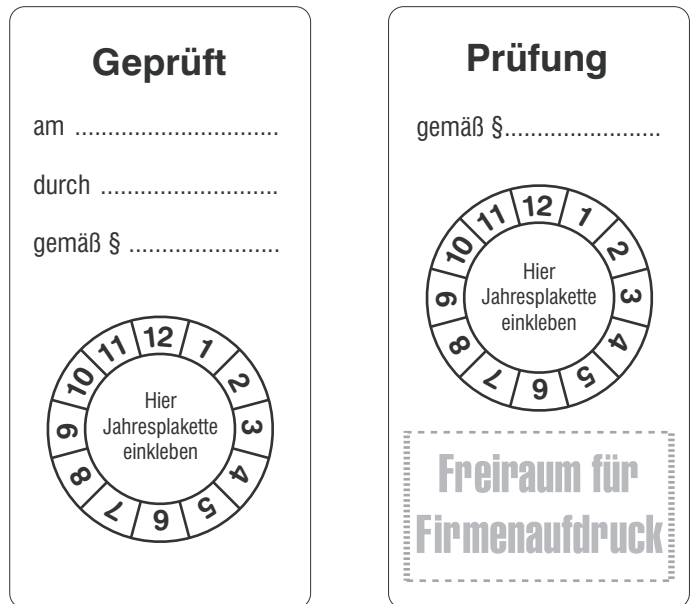 Geprüft
am ...............................
durch ...........................
gemäß § .......................
12
1
2
3
4
5
6
7
8
9
10
11
Hier
Jahresplakette
einkleben
Prüfung
gemäß §........................
12
1
2
3
4
5
6
7
8
9
10
11
Hier
Jahresplakette
einkleben
Freiraum für
Firmenaufdruck